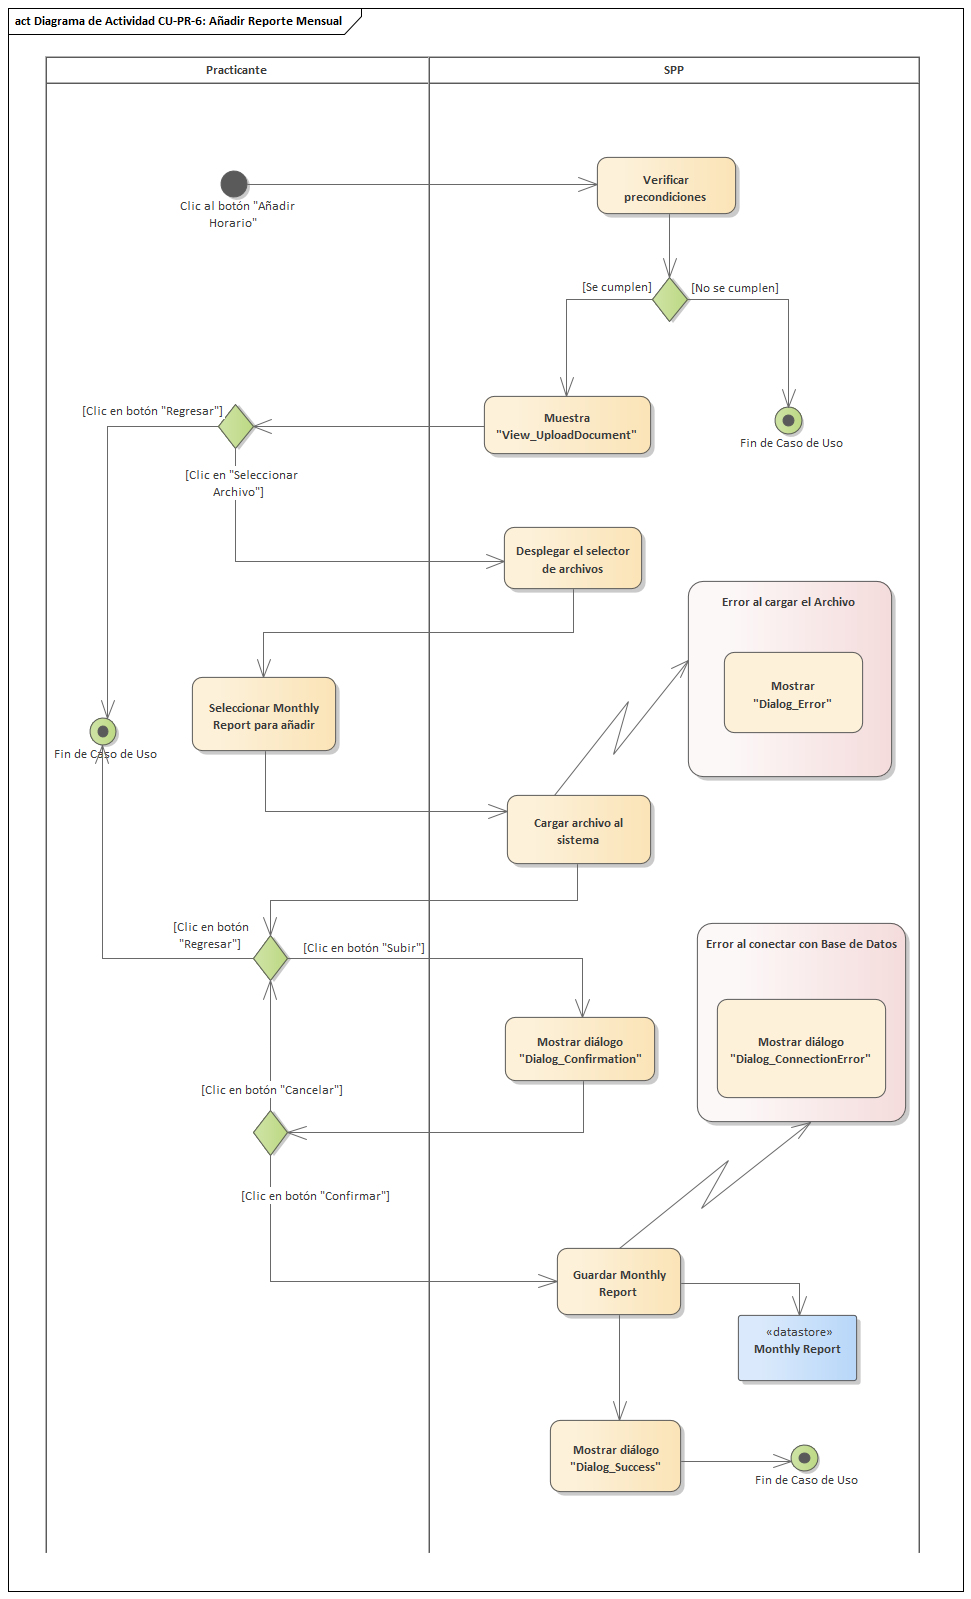 act Diagrama de Actividad CU-PR-6: Añadir Reporte Mensual
Practicante
SPP
Clic al botón "Añadir
Horario"
Verificar
precondiciones
[Se cumplen]
[No se cumplen]
Fin de Caso de Uso
Muestra
"View_UploadDocument"
[Clic en botón "Regresar"]
[Clic en "Seleccionar
Archivo"]
Desplegar el selector
de archivos
Error al cargar el Archivo
Mostrar
"Dialog_Error"
Seleccionar Monthly
Report para añadir
Fin de Caso de Uso
Cargar archivo al
sistema
[Clic en botón
"Regresar"]
[Clic en botón "Subir"]
Error al conectar con Base de Datos
Mostrar diálogo
"Dialog_ConnectionError"
Mostrar diálogo
"Dialog_Confirmation"
[Clic en botón "Cancelar"]
[Clic en botón "Confirmar"]
Guardar Monthly
Report
«datastore»
Monthly Report
Mostrar diálogo
"Dialog_Success"
Fin de Caso de Uso